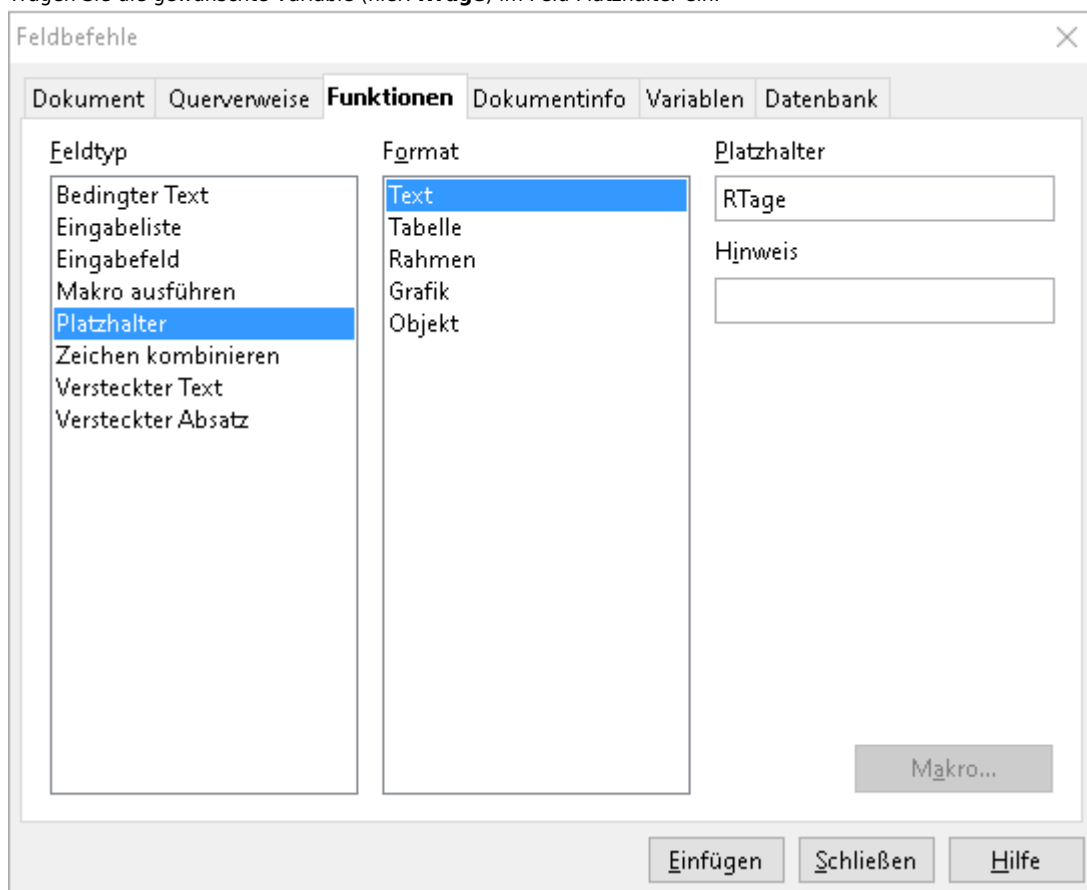 Tragen Sie die gewünschte Variable (hier: RTage) im Feld Platzhalter ein.
Feldbefehle
Dokument Querverweise Funktionen Dokumentinfo Variablen Datenbank
Feldtyp
Bedingter Text
Eingabeliste
Eingabefeld
Makro ausführen
Platzhalter
Zeichen kombinieren
Versteckter Text
Versteckter Absatz
Format
Text
Tabelle
Rahmen
Grafik
Objekt
Platzhalter
RTage
Hinweis
Makro...
Einfügen Schließen Hilfe